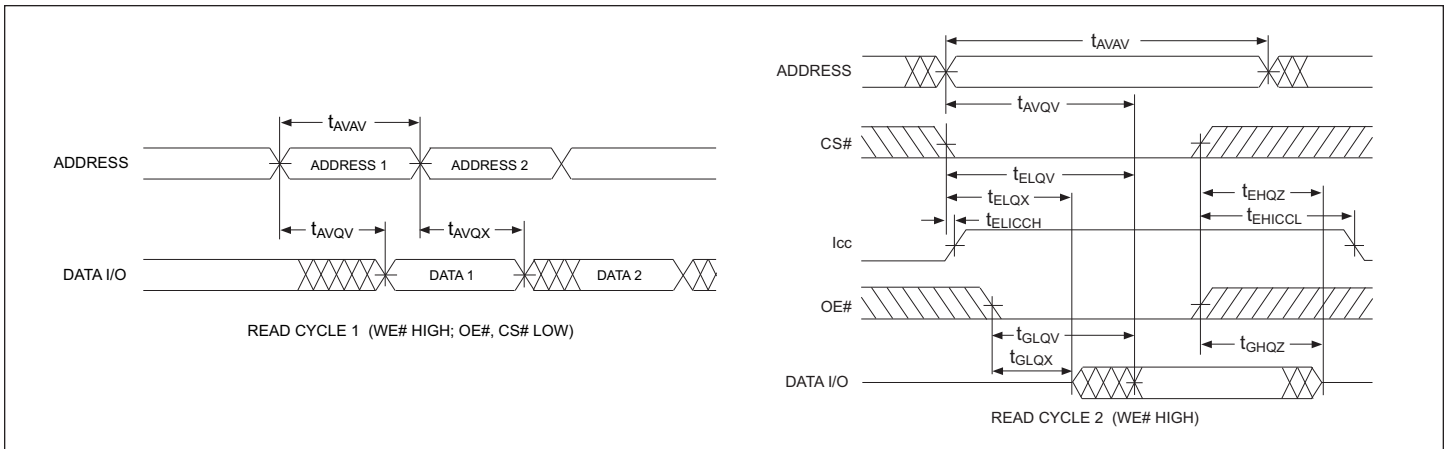 tAVAV
ADDRESS
ADDRESS 1
ADDRESS 2
tAVQV
tAVQX
DATA I/O
DATA 1
DATA 2
READ CYCLE 1 (WE# HIGH; OE#, CS# LOW)
tAVAV
ADDRESS
tAVQV
CS#
tELQV
tELQX
tEHQZ
tELICCH
tEHICCL
Icc
OE#
tGLQV
tGHQZ
tGLQX
DATA I/O
READ CYCLE 2 (WE# HIGH)